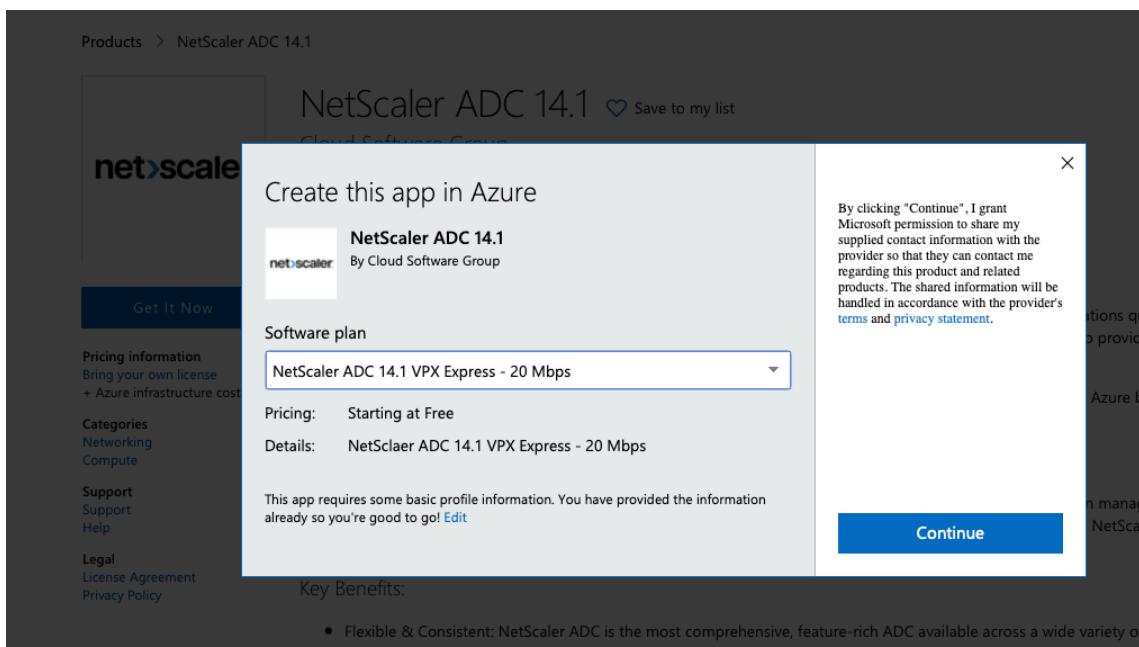 Products > NetScaler ADC 14.1
NetScaler ADC 14.1 Save to my list
Cloud Software Group
net>scale
Get It Now
Pricing information
Bring your own license
+ Azure infrastructure cost
Categories
Networking
Compute
Support
Support
Help
Legal
License Agreement
Privacy Policy
Create this app in Azure
net>scaler
NetScaler ADC 14.1
By Cloud Software Group
Software plan
NetScaler ADC 14.1 VPX Express - 20 Mbps
Pricing: Starting at Free
Details: NetSclaer ADC 14.1 VPX Express - 20 Mbps
This app requires some basic profile information. You have provided the information
already so you're good to go! Edit
By clicking "Continue", I grant
Microsoft permission to share my
supplied contact information with the
provider so that they can contact me
regarding this product and related
products. The shared information will be
handled in accordance with the provider's
terms and privacy statement.
Continue
Azure
Key Benefits:
• Flexible & Consistent: NetScaler ADC is the most comprehensive, feature-rich ADC available across a wide variety o